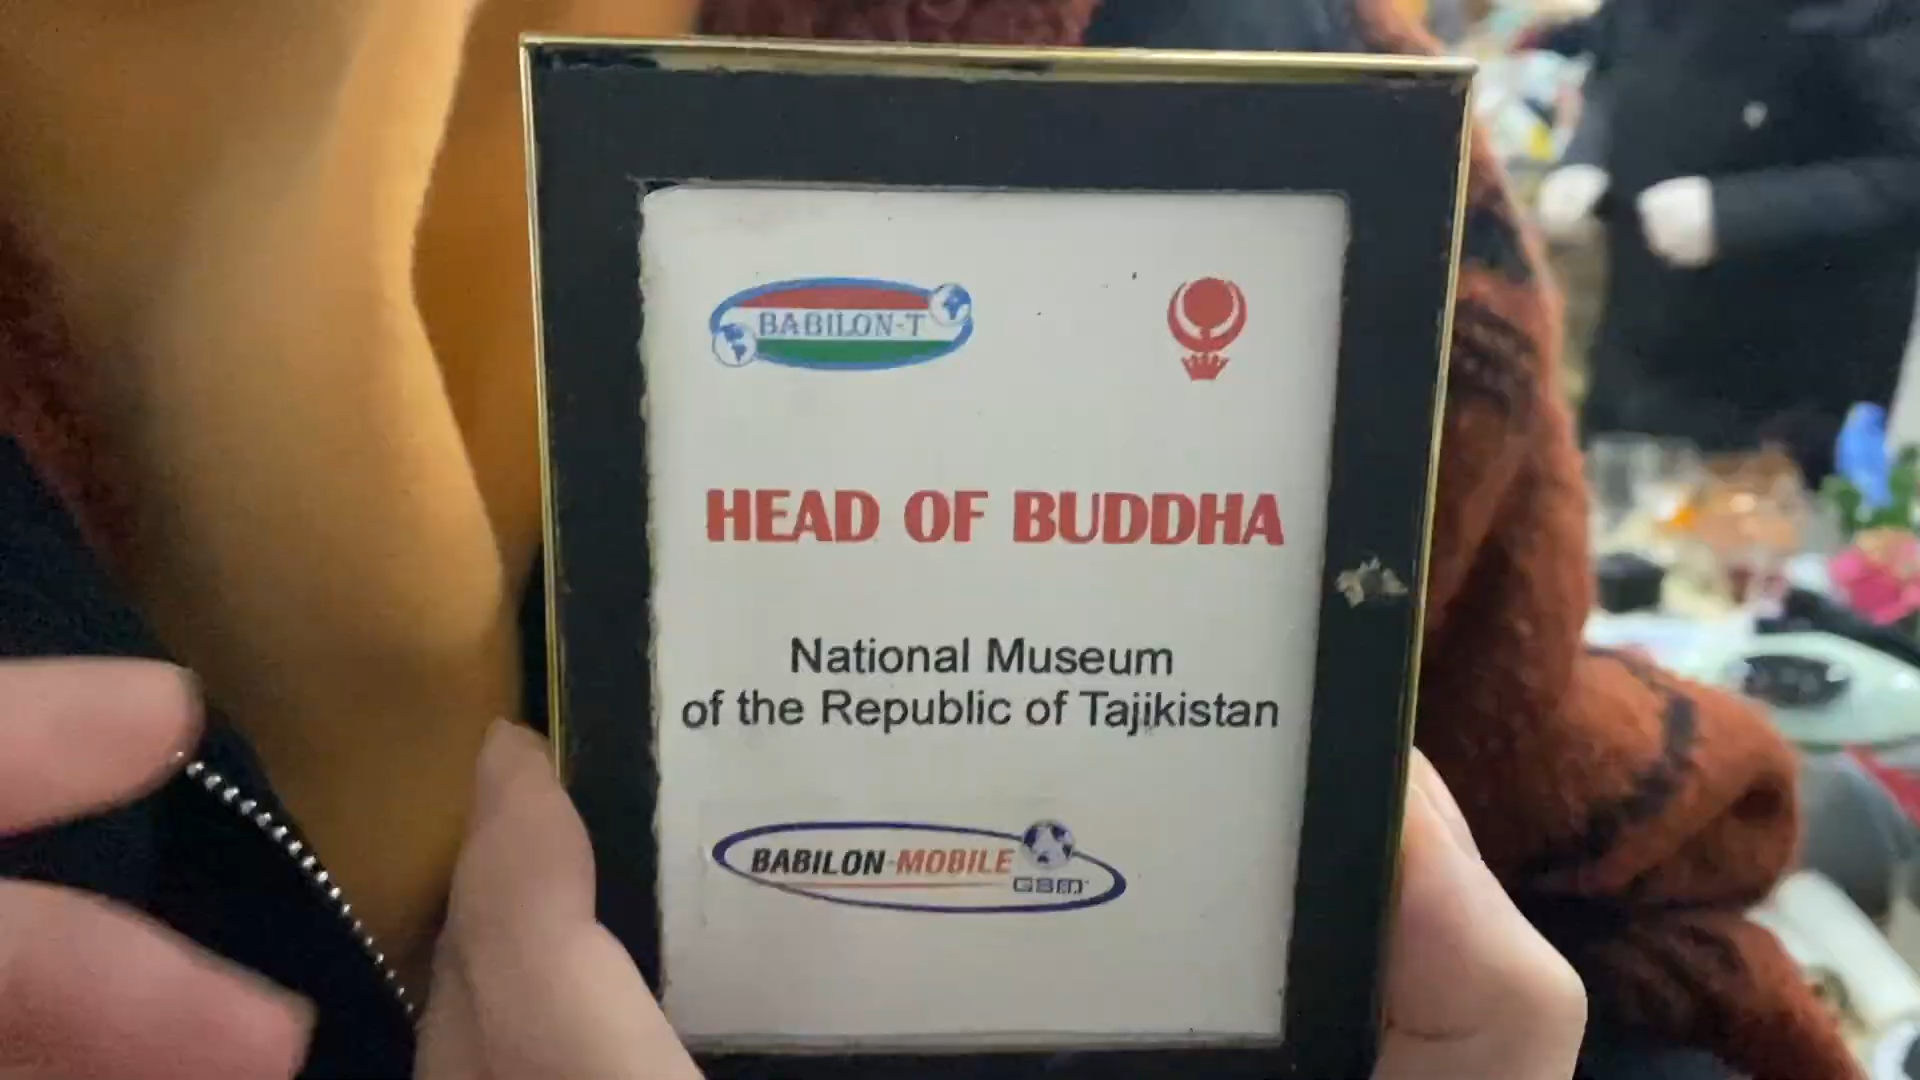 BABILON-T
HEAD OF BUDDHA
National Museum
of the Republic of Tajikistan
BABILON-MOBILE
GSM